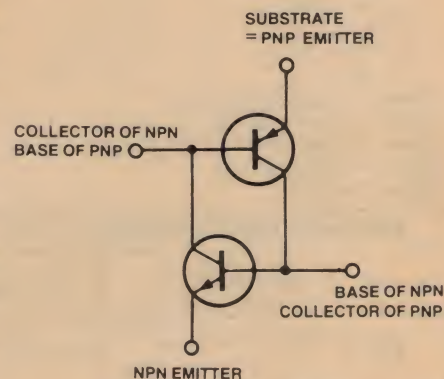 SUBSTRATE
= PNP EMITTER
COLLECTOR OF NPN
BASE OF PNP
BASE OF NPN
COLLECTOR OF PNP
NPN EMITTER